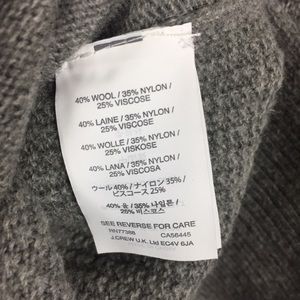 40% WOOL / 35% NYLON /
25% VISCOSE
40% LAINE / 35% NYLON /
25% VISCOSE
40% WOLLE / 35% NYLON /
25% VISKOSE
40% LANA / 35% NYLON /
25% VISCOSA
ウール 40% / ナイロン 35% /
ビスコース 25%
40% 울 / 35% 나일론 /
25% 비스코스
SEE REVERSE FOR CARE
RN77388 CA56445
J.CREW U.K. Ltd EC4V 6JA